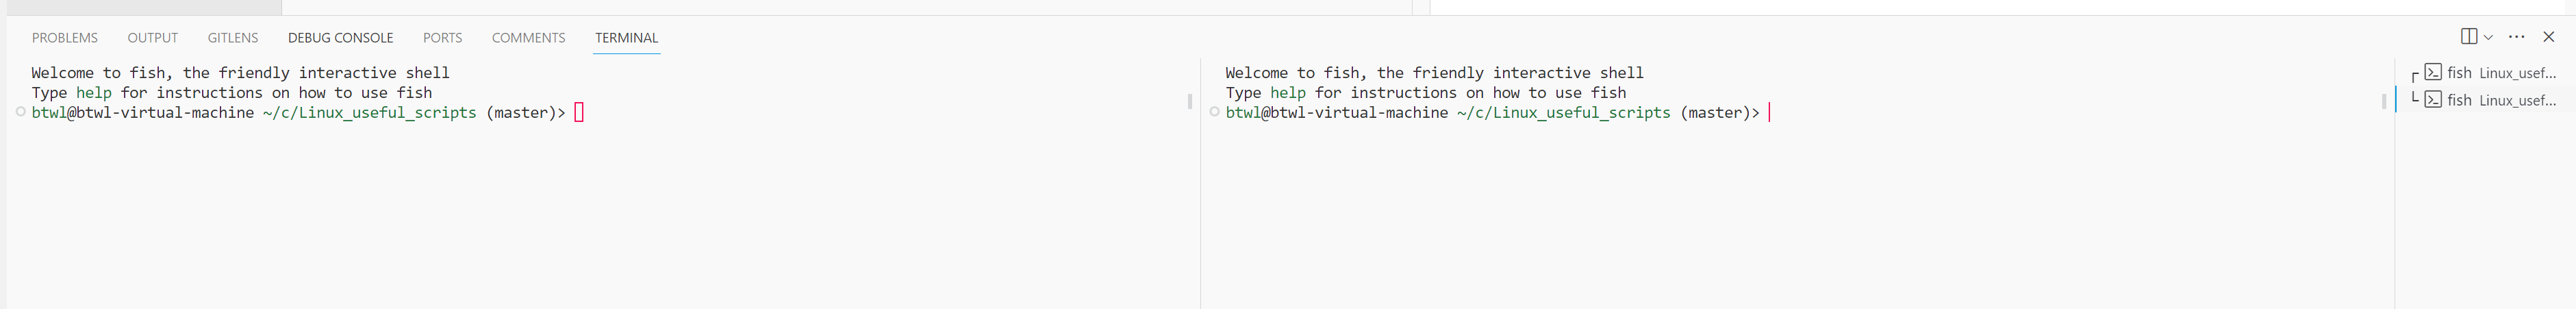 PROBLEMS OUTPUT GITLENS DEBUG CONSOLE PORTS COMMENTS TERMINAL
Welcome to fish, the friendly interactive shell
Type help for instructions on how to use fish
btwl@btwl-virtual-machine ~/c/Linux_useful_scripts (master)>
Welcome to fish, the friendly interactive shell
Type help for instructions on how to use fish
btwl@btwl-virtual-machine ~/c/Linux_useful_scripts (master)>
fish Linux_usef...
fish Linux_usef...